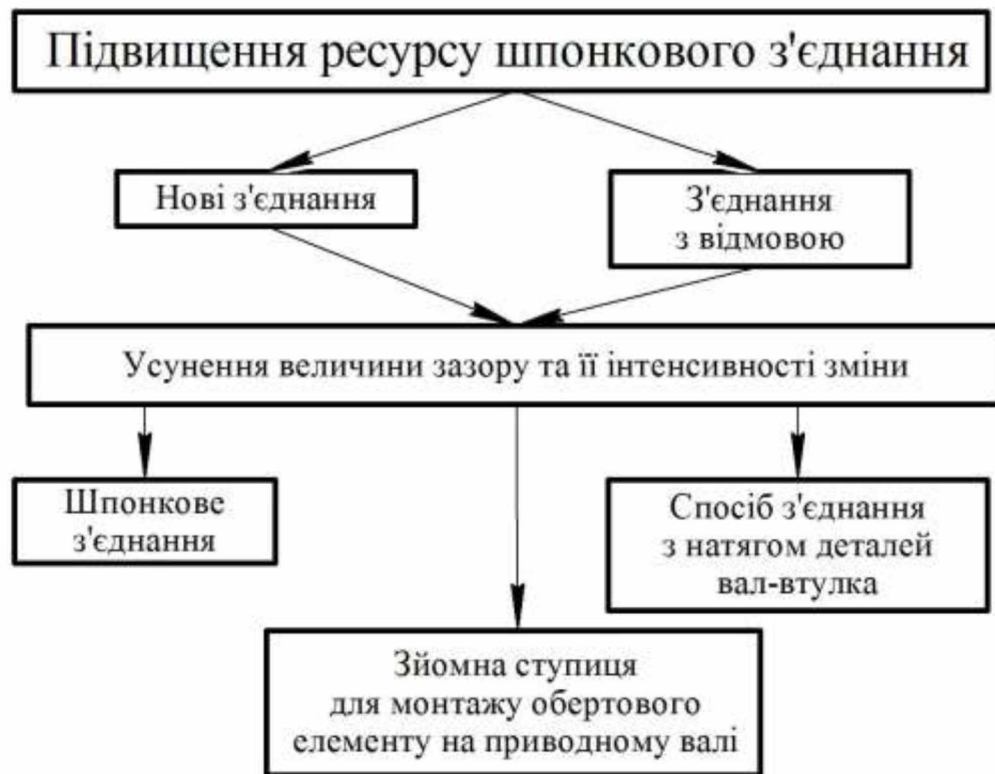 Підвищення ресурсу шпонкового з'єднання
Нові з'єднання
З'єднання
з відмовою
Усунення величини зазору та її інтенсивності зміни
Шпонкове
з'єднання
Спосіб з'єднання
з натягом деталей
вал-втулка
Зйомна ступиця
для монтажу обертового
елементу на приводному валі